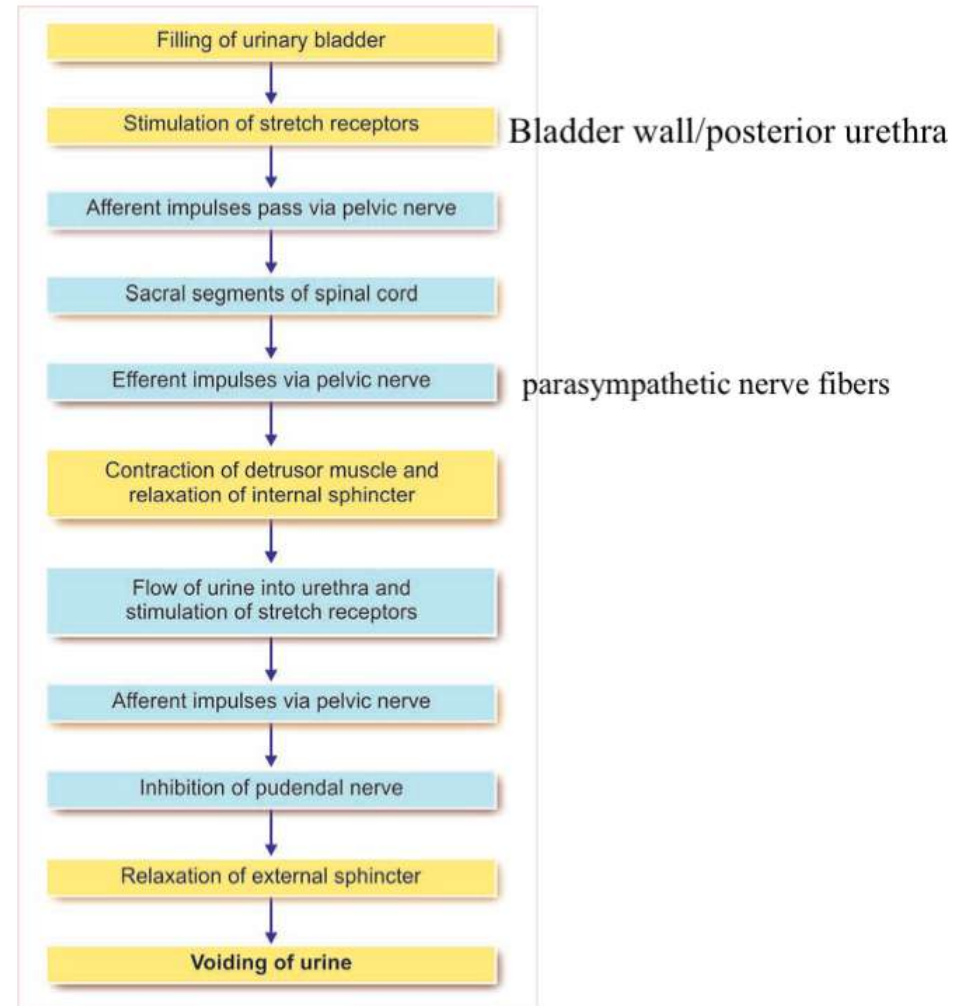 Filling of urinary bladder
Stimulation of stretch receptors
Bladder wall/posterior urethra
Afferent impulses pass via pelvic nerve
Sacral segments of spinal cord
Efferent impulses via pelvic nerve
parasympathetic nerve fibers
Contraction of detrusor muscle and
relaxation of internal sphincter
Flow of urine into urethra and
stimulation of stretch receptors
Afferent impulses via pelvic nerve
Inhibition of pudendal nerve
Relaxation of external sphincter
Voiding of urine